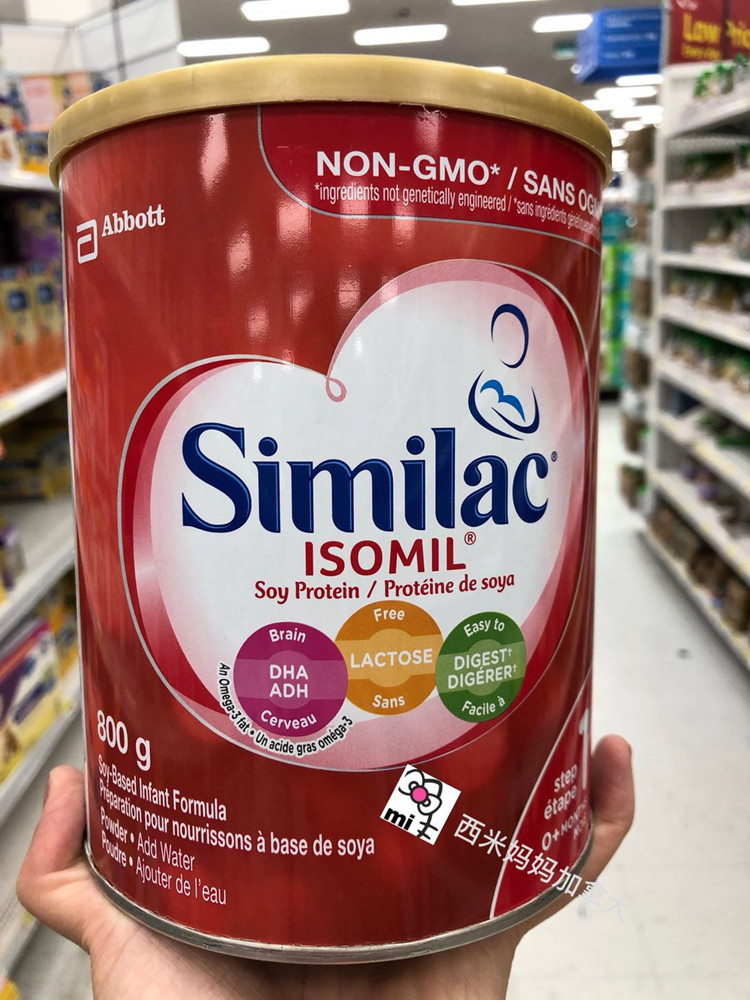 Low
NON-GMO* / SANS OG
*ingredients not genetically engineered / *sans ingrédients
Abbott
Similac®
ISOMIL®
Soy Protein / Protéine de soya
Brain
DHA
ADH
Cerveau
An Omega-3 fat • Un acide gras oméga-3
Free
LACTOSE
Sans
Easy to
DIGEST†
DIGÉRER†
Facile à
800 g
Soy-Based Infant Formula
Préparation pour nourrissons à base de soya
Powder • Add Water
Poudre • Ajouter de l'eau
1
step
étape
0+ MO
mi
西米妈妈加拿大